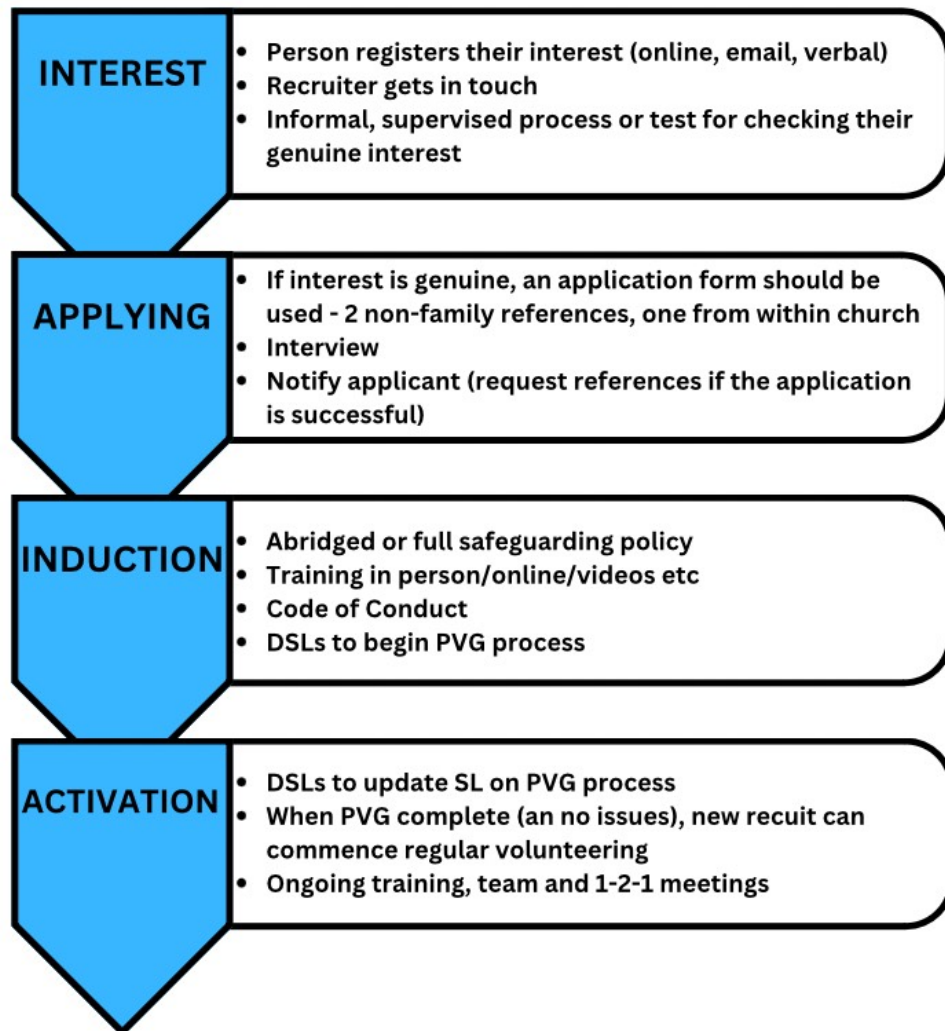 INTEREST
• Person registers their interest (online, email, verbal)
• Recruiter gets in touch
• Informal, supervised process or test for checking their
genuine interest
APPLYING
• If interest is genuine, an application form should be
used - 2 non-family references, one from within church
• Interview
• Notify applicant (request references if the application
is successful)
INDUCTION
• Abridged or full safeguarding policy
• Training in person/online/videos etc
• Code of Conduct
• DSLs to begin PVG process
ACTIVATION
• DSLs to update SL on PVG process
• When PVG complete (an no issues), new recuit can
commence regular volunteering
• Ongoing training, team and 1-2-1 meetings